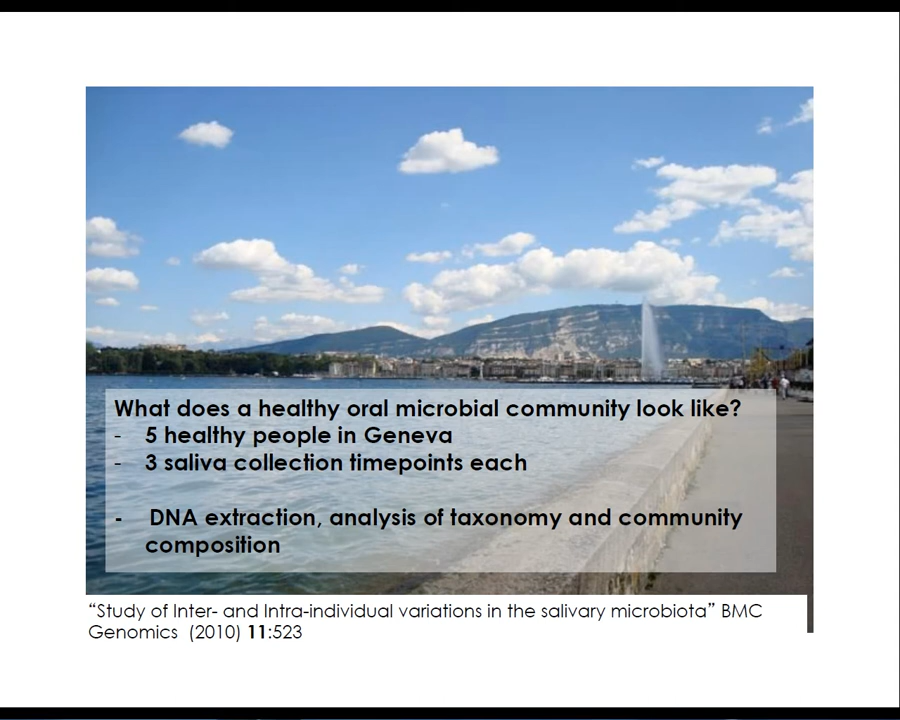 What does a healthy oral microbial community look like?
- 5 healthy people in Geneva
- 3 saliva collection timepoints each
- DNA extraction, analysis of taxonomy and community
composition
“Study of Inter- and Intra-individual variations in the salivary microbiota” BMC
Genomics (2010) 11:523